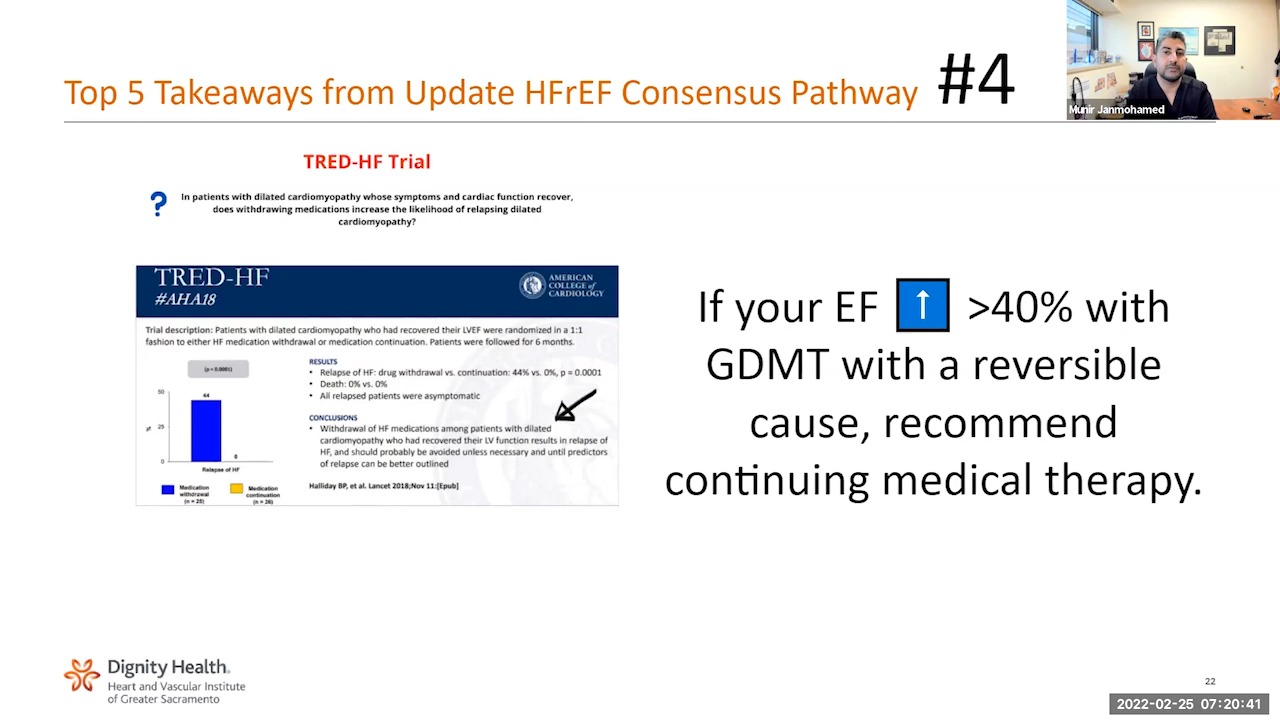 Top 5 Takeaways from Update HFrEF Consensus Pathway #4
Munir Janmohamed
TRED-HF Trial
?
In patients with dilated cardiomyopathy whose symptoms and cardiac function recover,
does withdrawing medications increase the likelihood of relapsing dilated
cardiomyopathy?
TRED-HF
#AHA18
AMERICAN
COLLEGE of
CARDIOLOGY
Trial description: Patients with dilated cardiomyopathy who had recovered their LVEF were randomized in a 1:1
fashion to either HF medication withdrawal or medication continuation. Patients were followed for 6 months.
(p = 0.0001)
50
44
25
%
0
0
Relapse of HF
Medication
withdrawal
(n = 25)
Medication
continuation
(n = 26)
RESULTS
• Relapse of HF: drug withdrawal vs. continuation: 44% vs. 0%, p = 0.0001
• Death: 0% vs. 0%
• All relapsed patients were asymptomatic
CONCLUSIONS
• Withdrawal of HF medications among patients with dilated
cardiomyopathy who had recovered their LV function results in relapse of
HF, and should probably be avoided unless necessary and until predictors
of relapse can be better outlined
Halliday BP, et al. Lancet 2018;Nov 11:[Epub]
If your EF ↑ >40% with
GDMT with a reversible
cause, recommend
continuing medical therapy.
Dignity Health.
Heart and Vascular Institute
of Greater Sacramento
22
2022-02-25 07:20:41